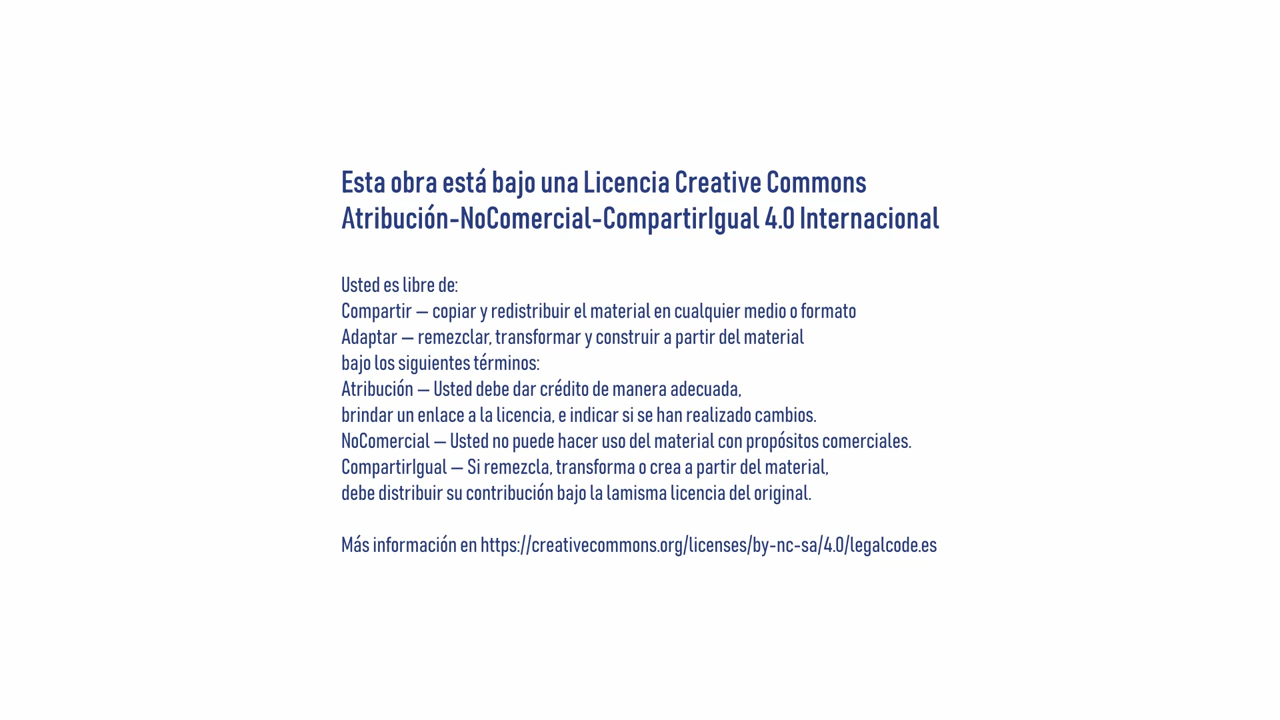 Esta obra está bajo una Licencia Creative Commons
Atribución-NoComercial-CompartirIgual 4.0 Internacional
Usted es libre de:
Compartir — copiar y redistribuir el material en cualquier medio o formato
Adaptar — remezclar, transformar y construir a partir del material
bajo los siguientes términos:
Atribución — Usted debe dar crédito de manera adecuada,
brindar un enlace a la licencia, e indicar si se han realizado cambios.
NoComercial — Usted no puede hacer uso del material con propósitos comerciales.
CompartirIgual — Si remezcla, transforma o crea a partir del material,
debe distribuir su contribución bajo la lamisma licencia del original.
Más información en https://creativecommons.org/licenses/by-nc-sa/4.0/legalcode.es